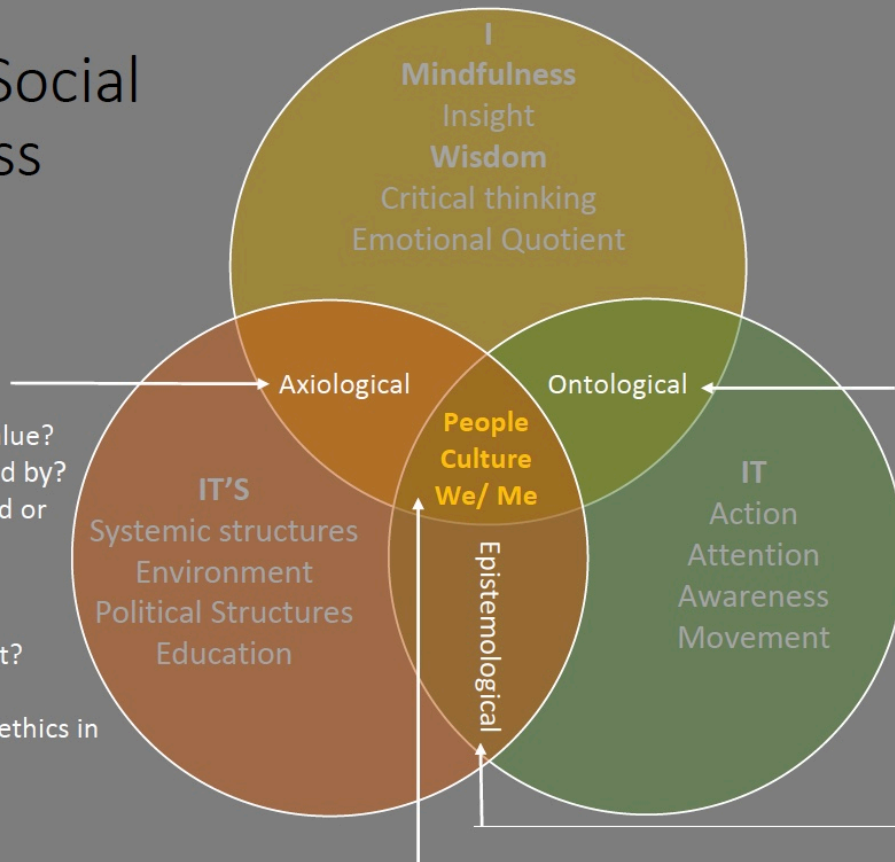 Social
ss
I
Mindfulness
Insight
Wisdom
Critical thinking
Emotional Quotient
Axiological
Ontological
lue?
d by?
d or
t?
ethics in
People
Culture
We/ Me
IT'S
Systemic structures
Environment
Political Structures
Education
IT
Action
Attention
Awareness
Movement
Epistemological